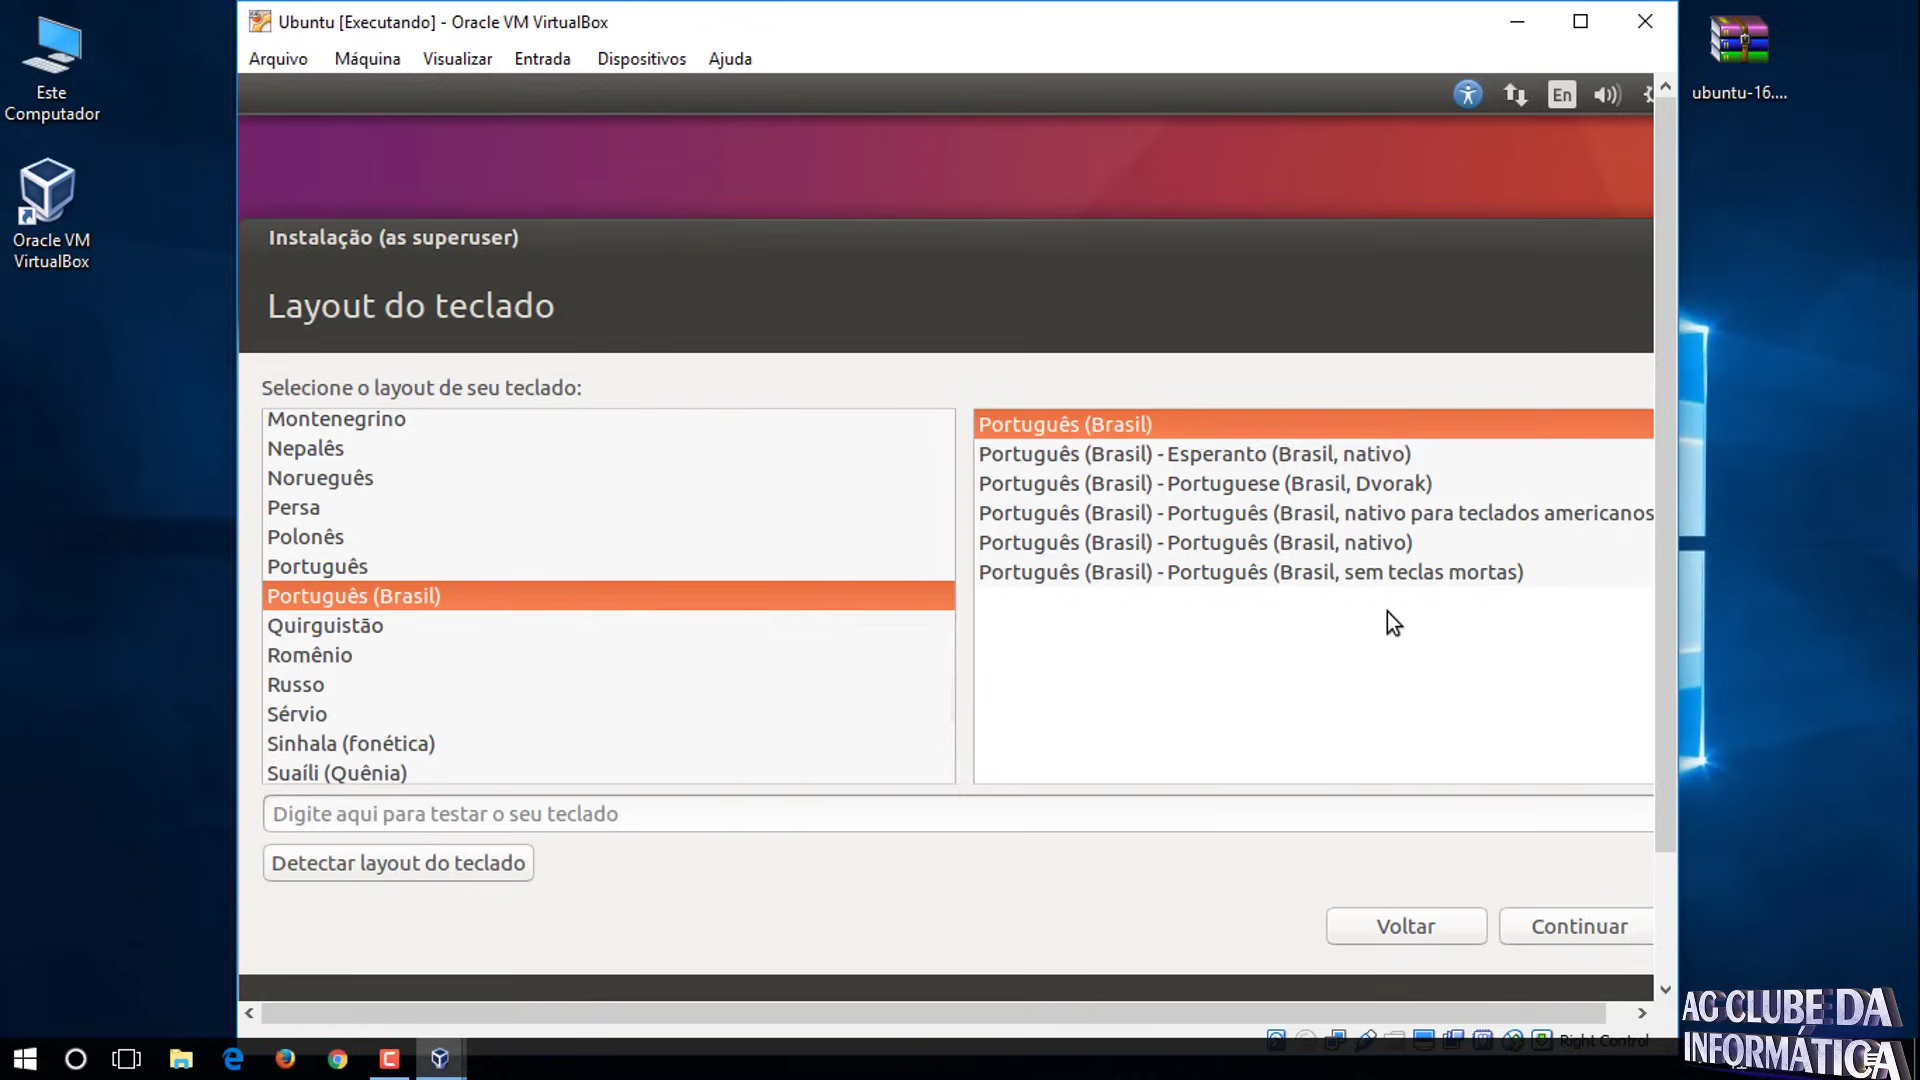 Ubuntu [Executando] - Oracle VM VirtualBox
Arquivo Máquina Visualizar Entrada Dispositivos Ajuda
Este
Computador
Oracle VM
VirtualBox
ubuntu-16....
En
Instalação (as superuser)
Layout do teclado
Selecione o layout de seu teclado:
Montenegrino
Nepalês
Norueguês
Persa
Polonês
Português
Português (Brasil)
Quirguistão
Romênio
Russo
Sérvio
Sinhala (fonética)
Suaíli (Quênia)
Português (Brasil)
Português (Brasil) - Esperanto (Brasil, nativo)
Português (Brasil) - Portuguese (Brasil, Dvorak)
Português (Brasil) - Português (Brasil, nativo para teclados americanos
Português (Brasil) - Português (Brasil, nativo)
Português (Brasil) - Português (Brasil, sem teclas mortas)
Digite aqui para testar o seu teclado
Detectar layout do teclado
Voltar Continuar
Right Control
AG CLUBE DA
INFORMÁTICA